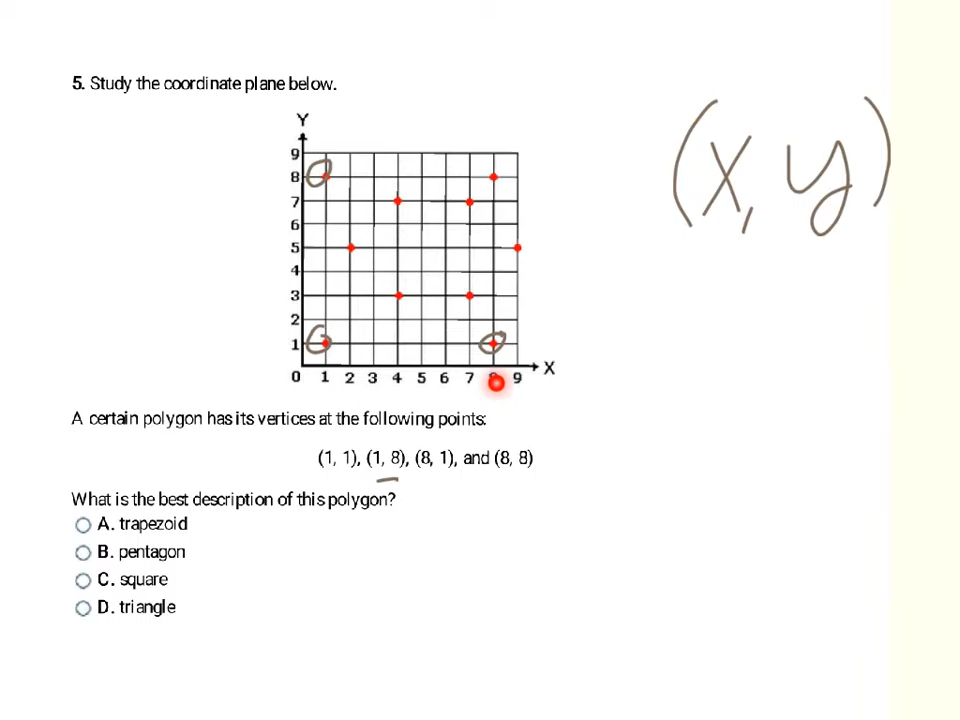 5. Study the coordinate plane below.
(x, y)
Y
9
8
7
6
5
4
3
2
1
X
0 1 2 3 4 5 6 7 8 9
A certain polygon has its vertices at the following points:
(1, 1), (1, 8), (8, 1), and (8, 8)
What is the best description of this polygon?
A. trapezoid
B. pentagon
C. square
D. triangle